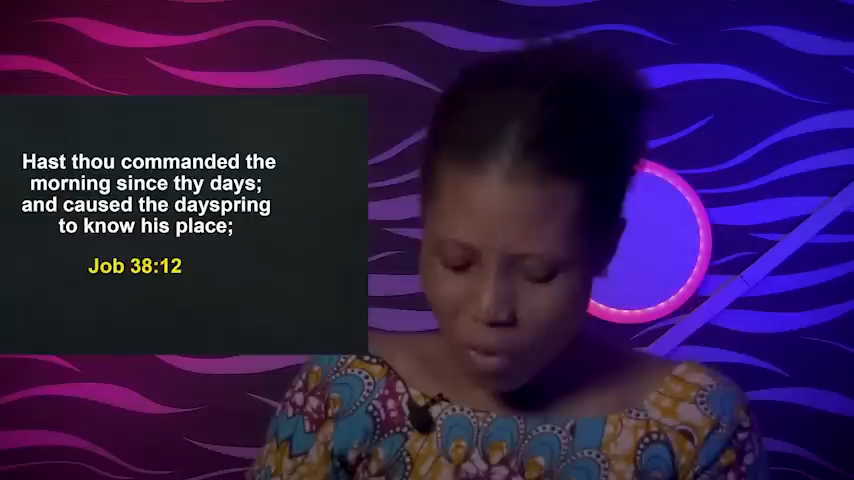 Hast thou commanded the
morning since thy days;
and caused the dayspring
to know his place;
Job 38:12